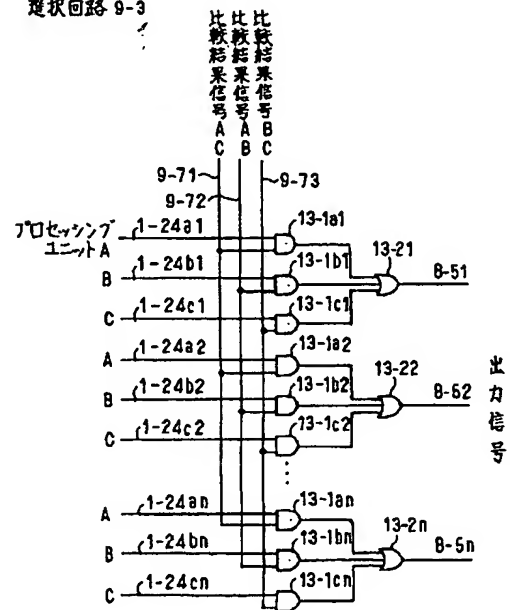 選択回路 9-3
比較結果信号AC
比較結果信号AB
比較結果信号BC
9-71
9-72
9-73
プロセッシング
ユニットA
1-24a1
13-1a1
13-21
8-51
B
1-24b1
13-1b1
C
1-24c1
13-1c1
A
1-24a2
13-1a2
13-22
8-52
B
1-24b2
13-1b2
C
1-24c2
13-1c2
出力信号
A
1-24an
13-1an
13-2n
8-5n
B
1-24bn
13-1bn
C
1-24cn
13-1cn